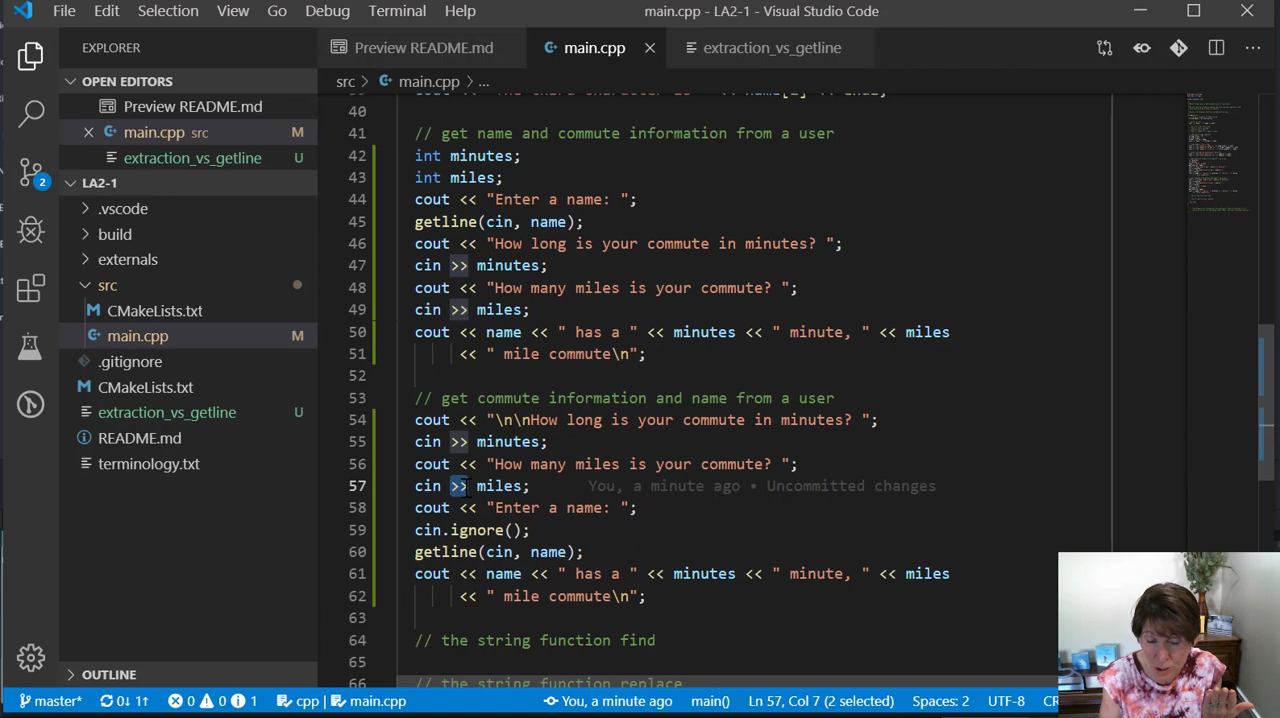 File Edit Selection View Go Debug Terminal Help main.cpp - LA2-1 - Visual Studio Code
EXPLORER Preview README.md main.cpp extraction_vs_getline
OPEN EDITORS src > main.cpp > ...
Preview README.md
main.cpp src M
extraction_vs_getline U
LA2-1
.vscode
build
externals
src
CMakeLists.txt
main.cpp M
.gitignore
CMakeLists.txt
extraction_vs_getline U
README.md
terminology.txt
OUTLINE
2
40
41 // get name and commute information from a user
42 int minutes;
43 int miles;
44 cout << "Enter a name: ";
45 getline(cin, name);
46 cout << "How long is your commute in minutes? ";
47 cin >> minutes;
48 cout << "How many miles is your commute? ";
49 cin >> miles;
50 cout << name << " has a " << minutes << " minute, " << miles
51 << " mile commute\n";
52
53 // get commute information and name from a user
54 cout << "\n\nHow long is your commute in minutes? ";
55 cin >> minutes;
56 cout << "How many miles is your commute? ";
57 cin >> miles; You, a minute ago • Uncommitted changes
58 cout << "Enter a name: ";
59 cin.ignore();
60 getline(cin, name);
61 cout << name << " has a " << minutes << " minute, " << miles
62 << " mile commute\n";
63
64 // the string function find
65
66 // the string function replace
master* 0↓ 1↑ 0 0 1 cpp | main.cpp You, a minute ago main() Ln 57, Col 7 (2 selected) Spaces: 2 UTF-8